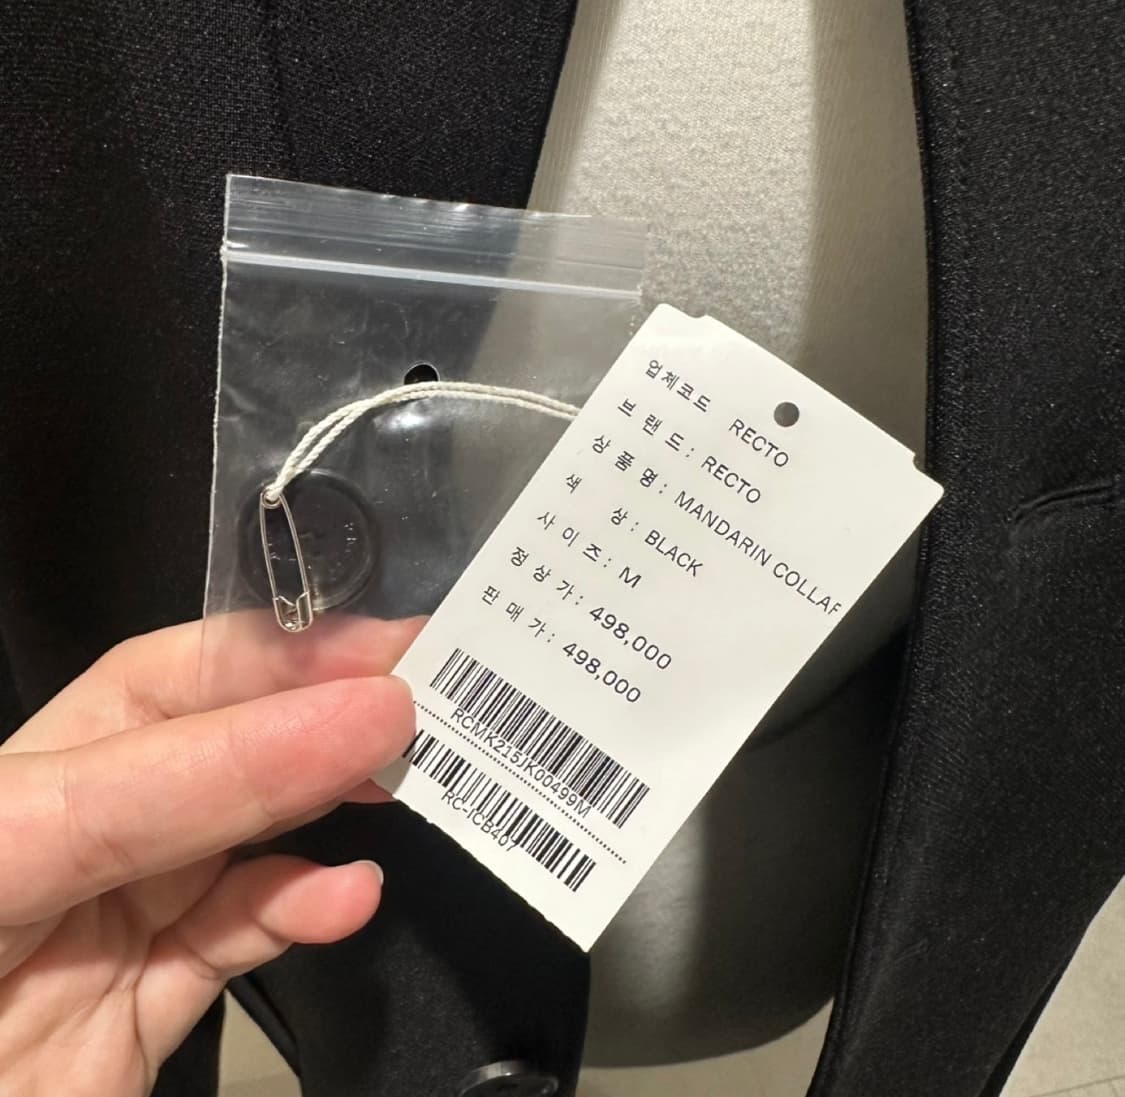 업체코드 RECTO
브 랜 드 : RECTO
상 품 명 : MANDARIN COLLAR
색 상 : BLACK
사 이 즈 : M
정 상 가 : 498,000
판 매 가 : 498,000
RCMK215JK00499M
RC-ICB407